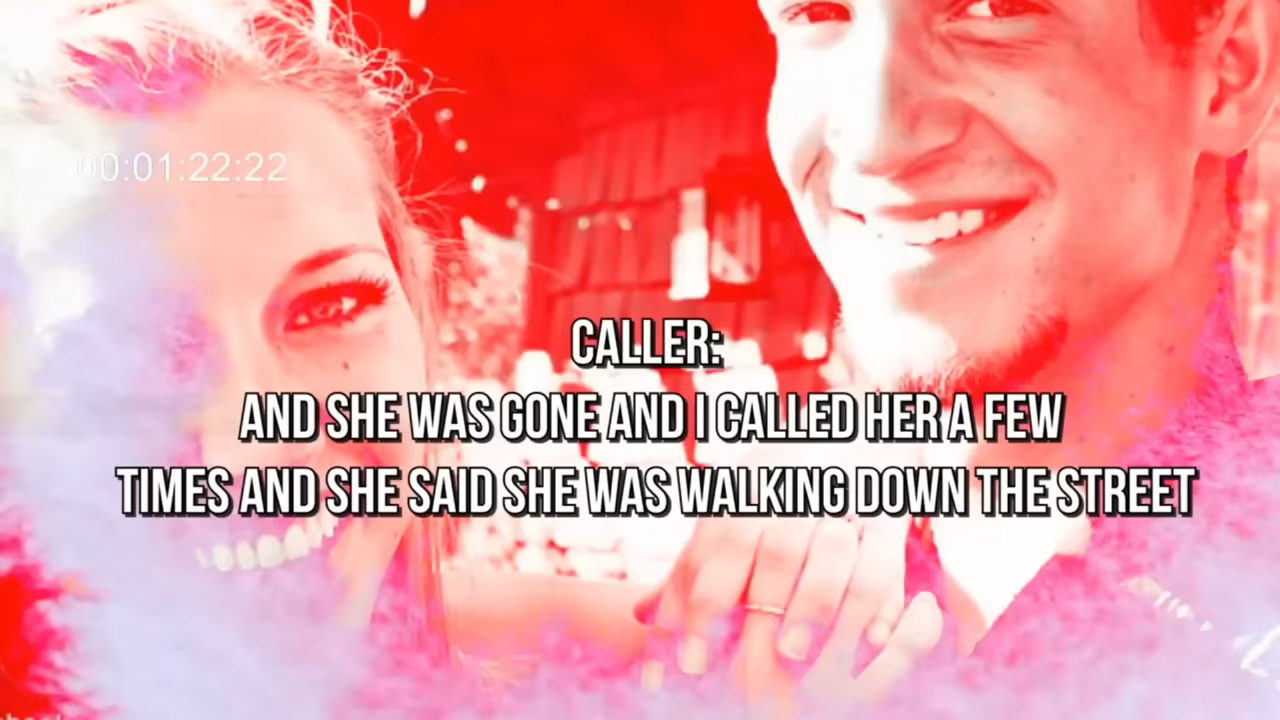 00:01:22:22
CALLER:
AND SHE WAS GONE AND I CALLED HER A FEW
TIMES AND SHE SAID SHE WAS WALKING DOWN THE STREET